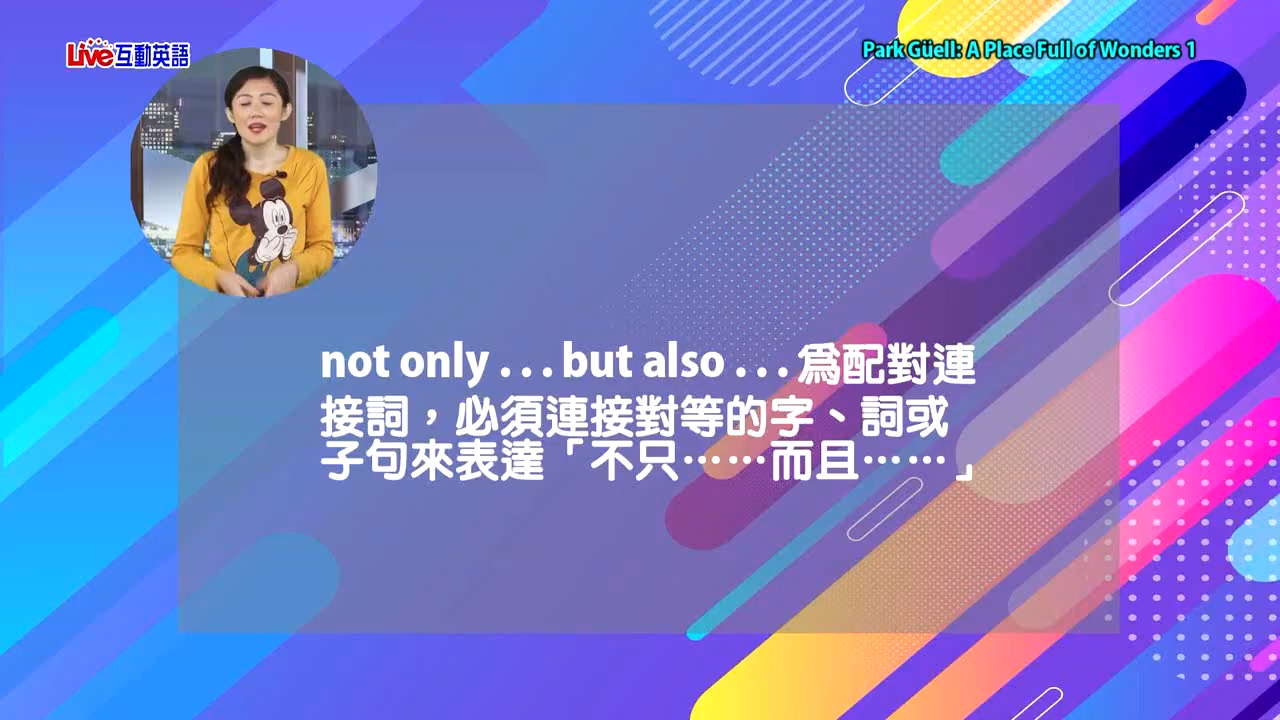 Live互動英語
Park Güell: A Place Full of Wonders 1
not only . . . but also . . . 為配對連
接詞，必須連接對等的字、詞或
子句來表達「不只……而且……」